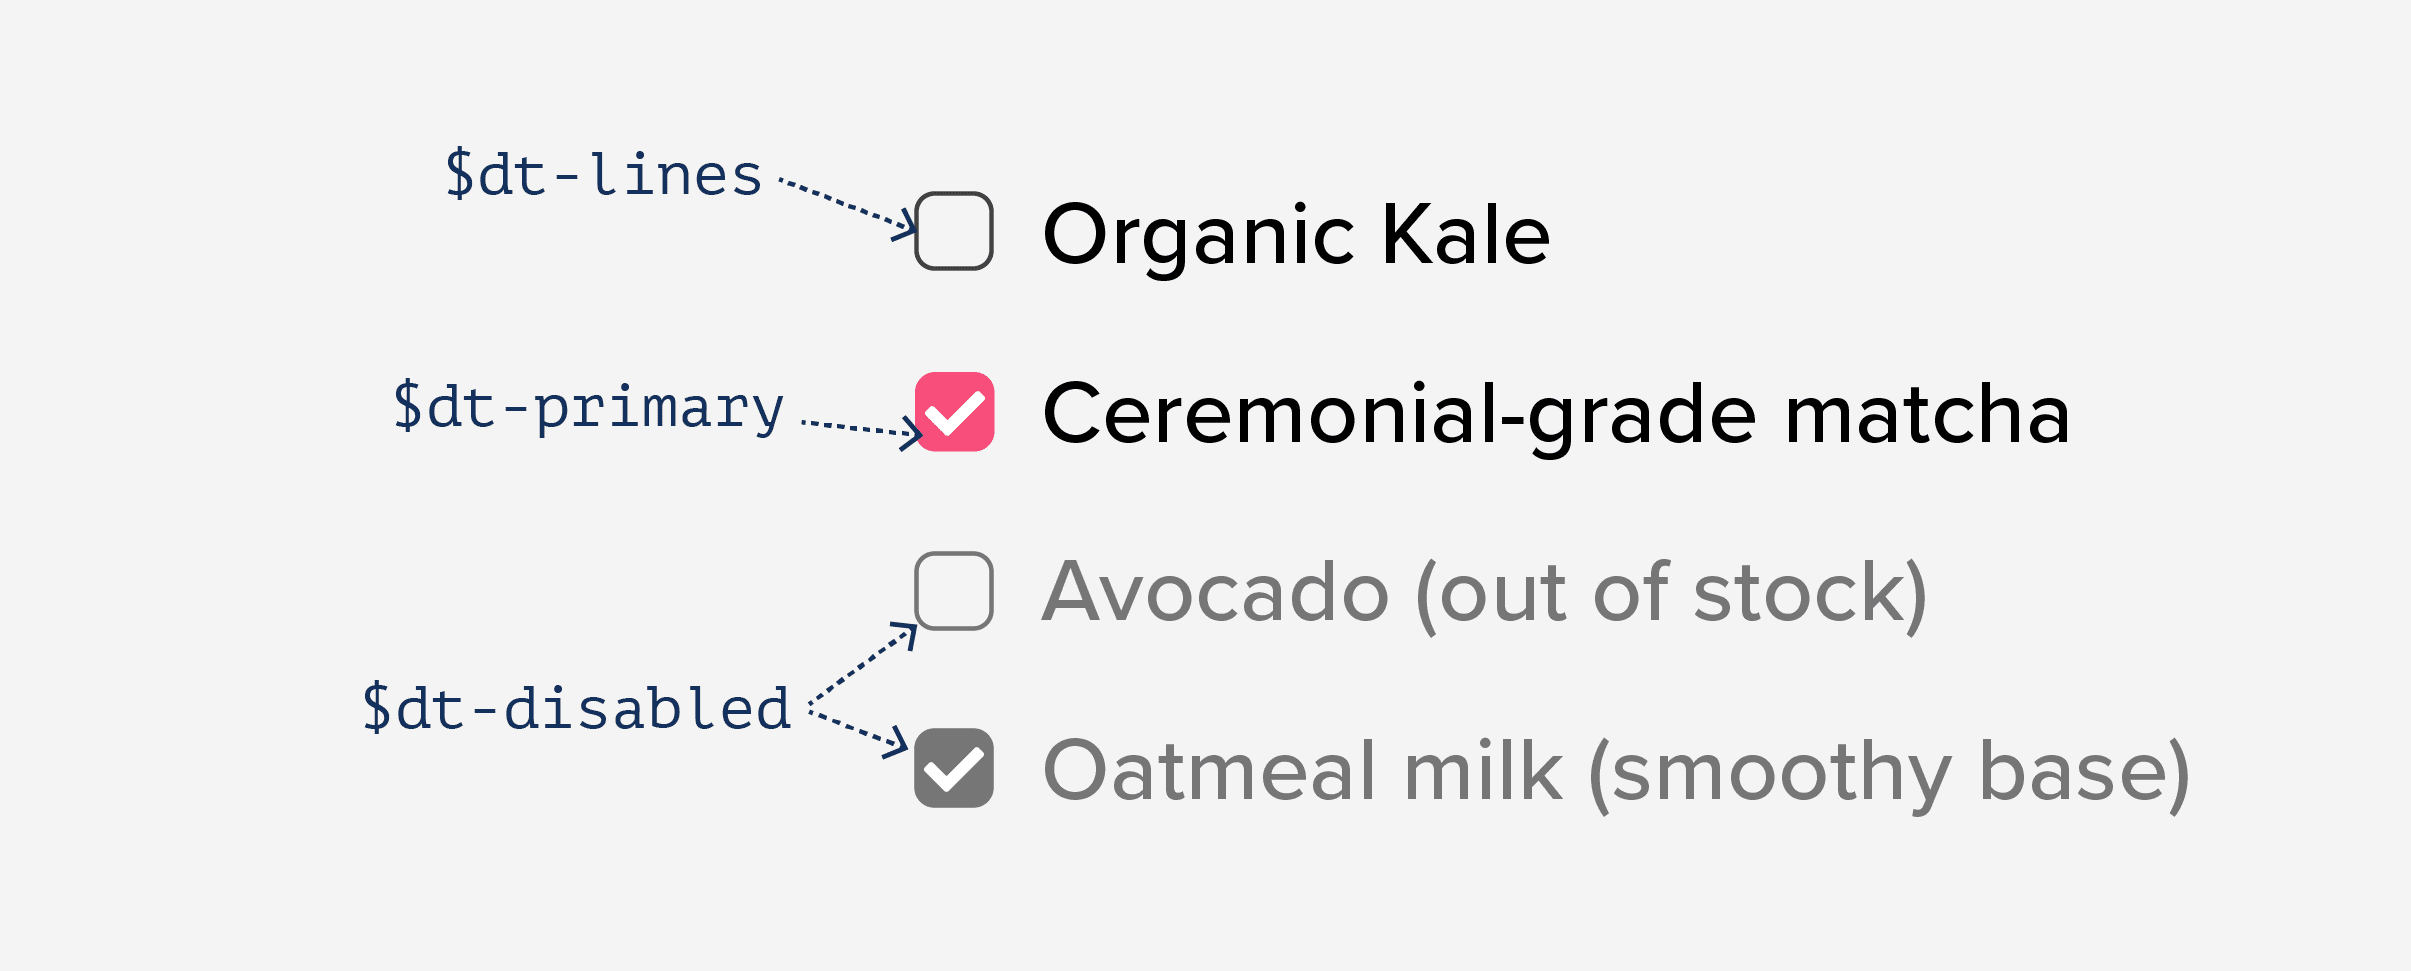 $dt-lines
Organic Kale
$dt-primary
Ceremonial-grade matcha
Avocado (out of stock)
$dt-disabled
Oatmeal milk (smoothy base)